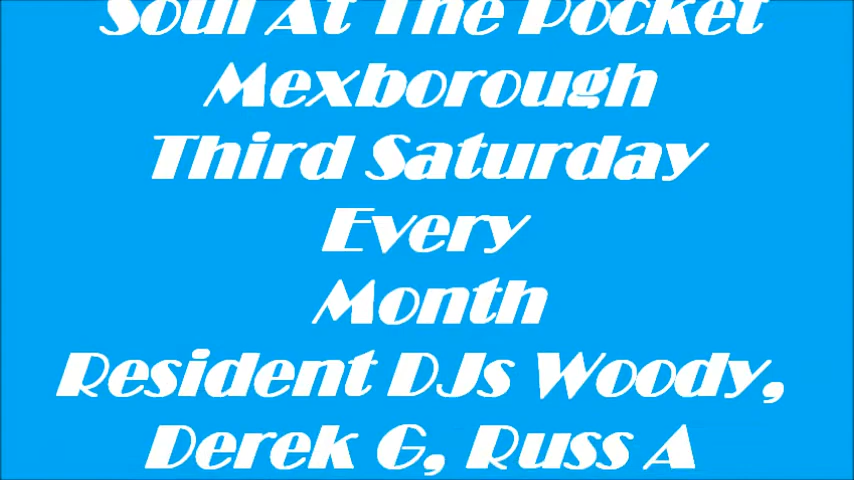 Soul At The Pocket
Mexborough
Third Saturday
Every
Month
Resident DJs Woody,
Derek G, Russ A